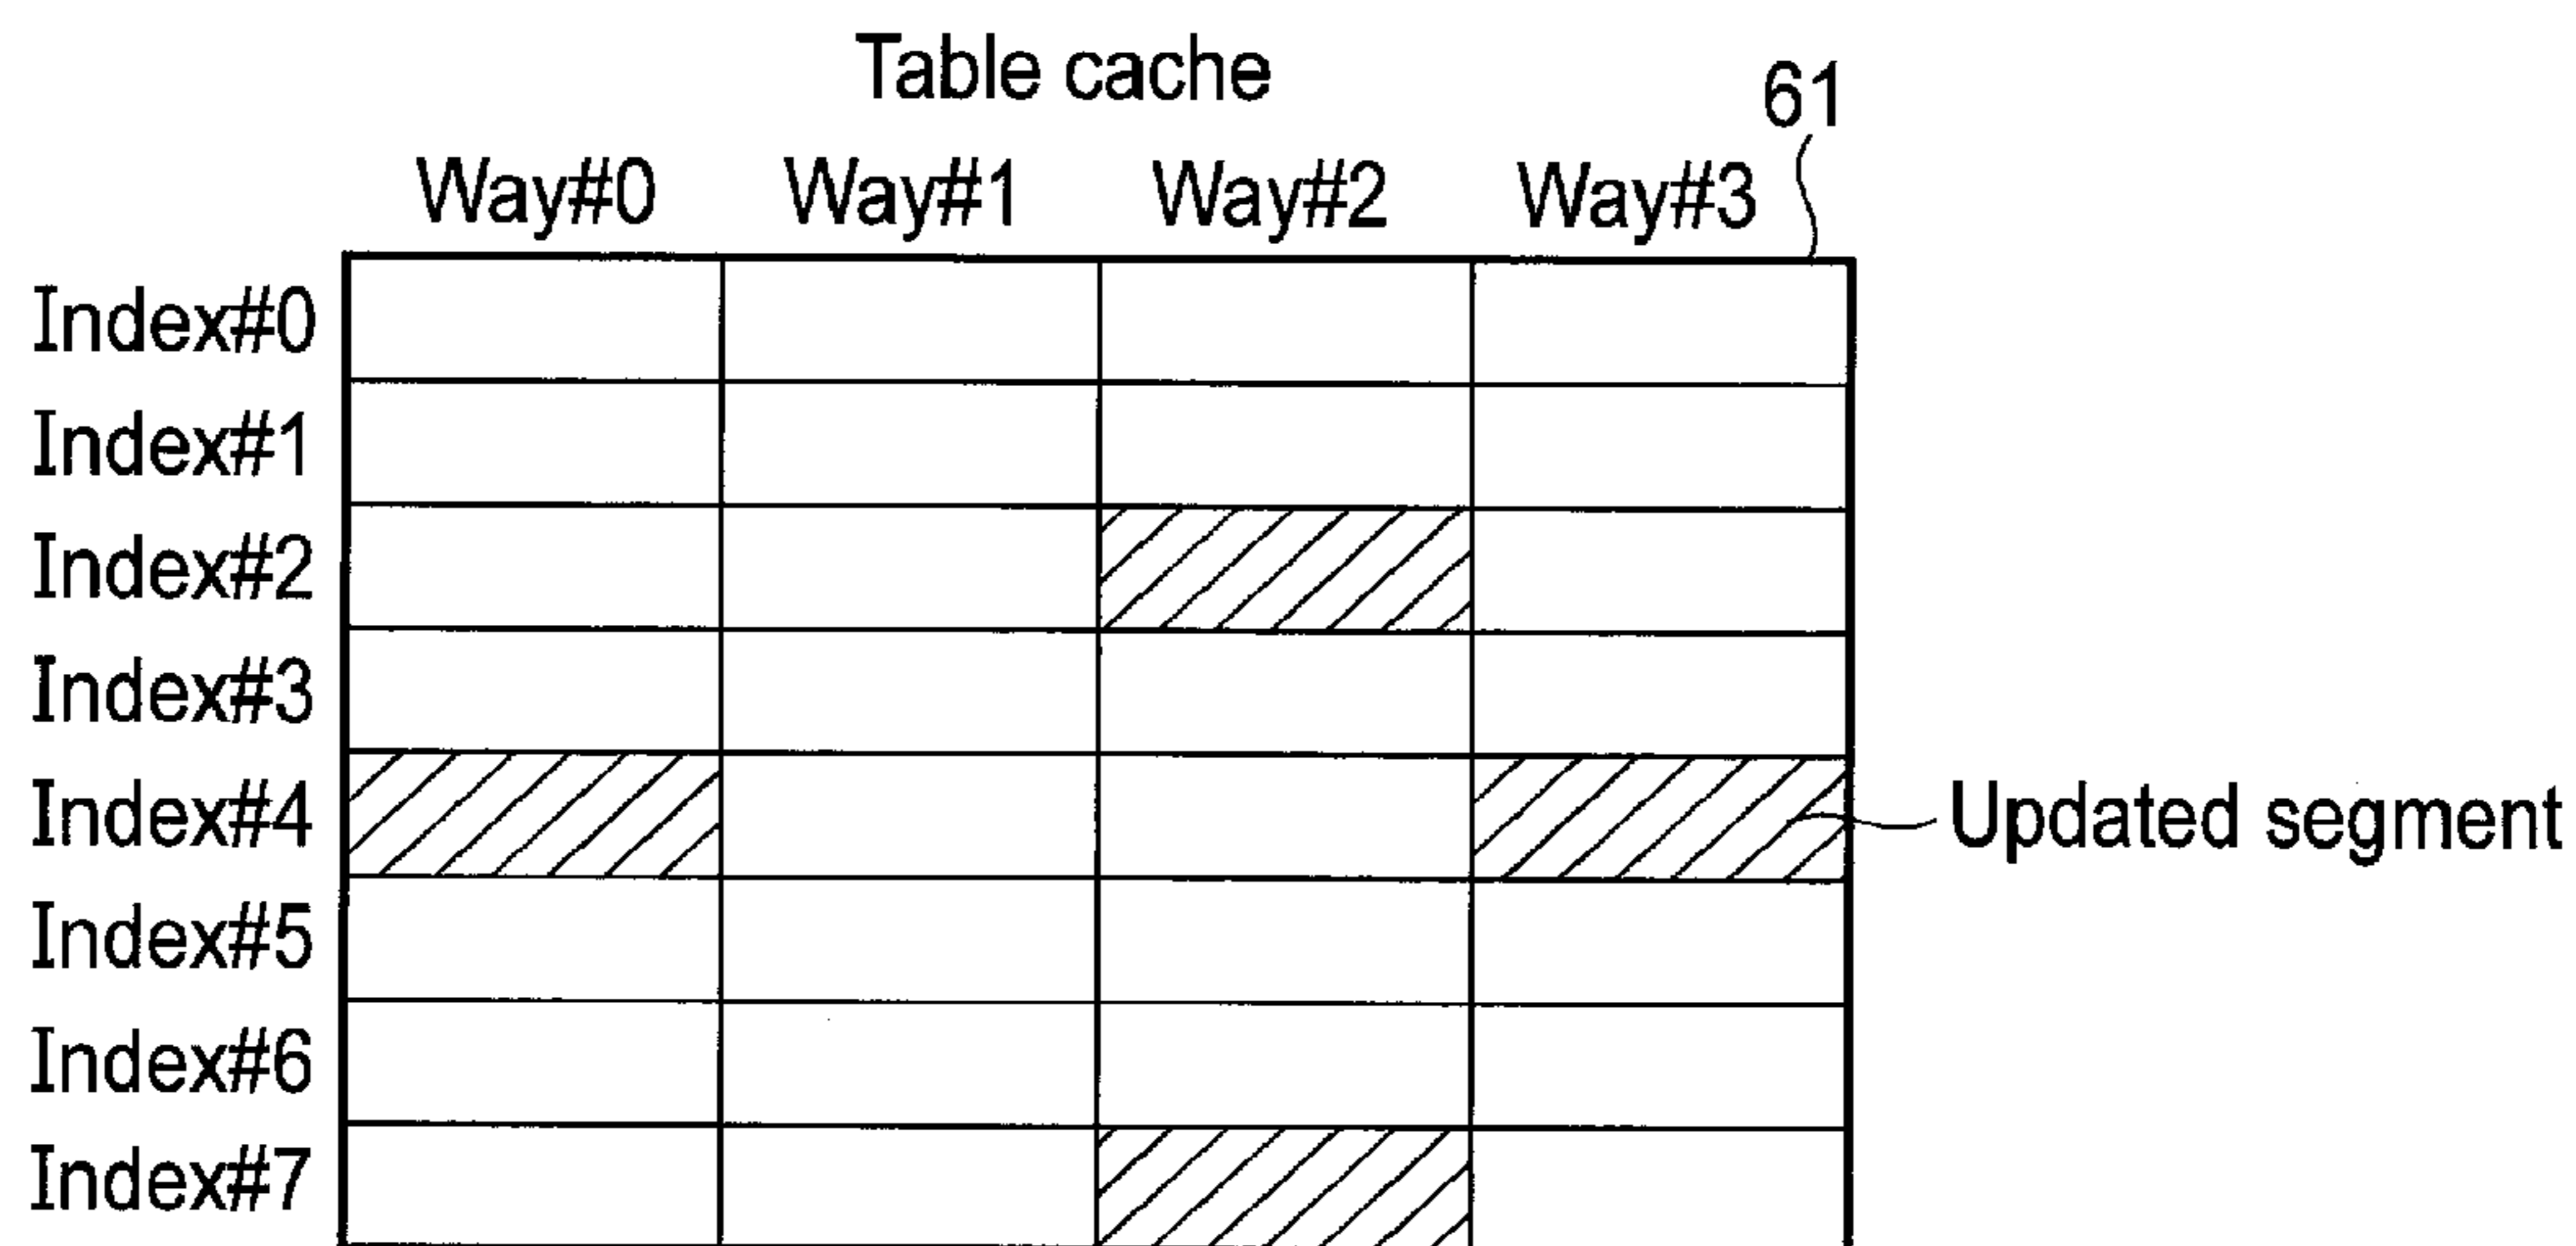 Table cache
61
Way#0 Way#1 Way#2 Way#3
Index#0
Index#1
Index#2
Index#3
Index#4 Updated segment
Index#5
Index#6
Index#7